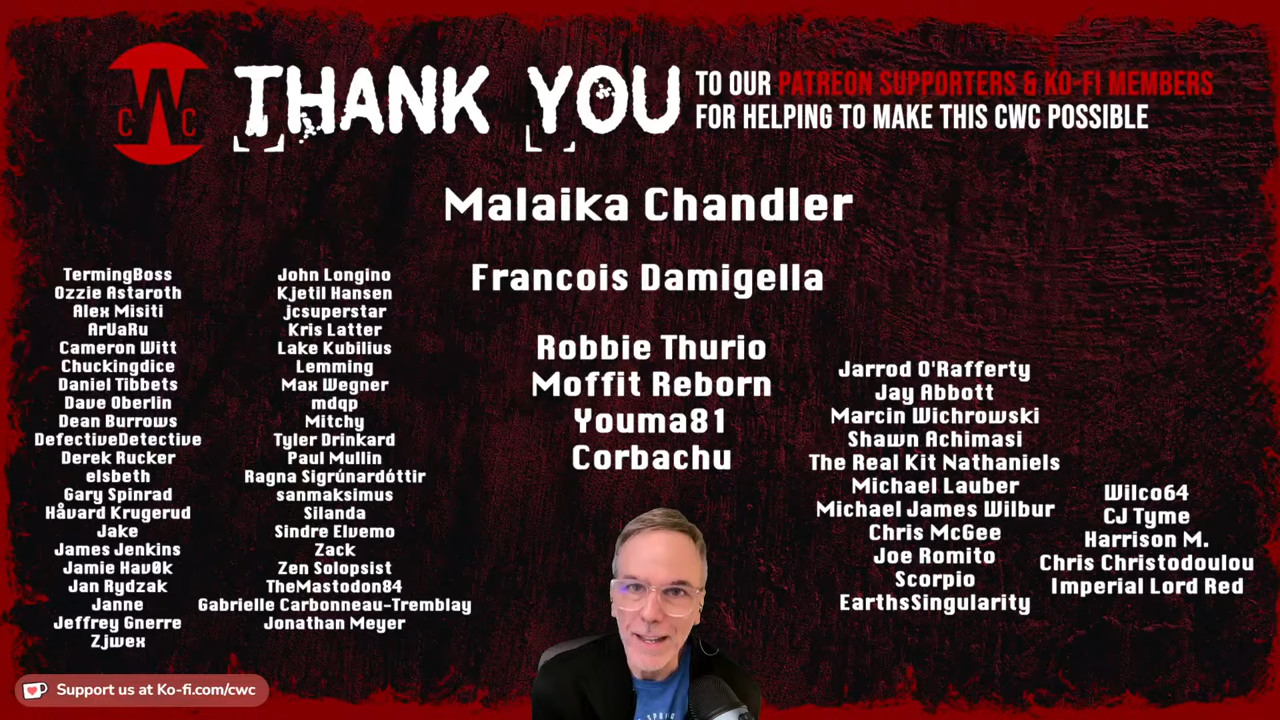 CWC
THANK YOU
TO OUR PATREON SUPPORTERS & KO-FI MEMBERS
FOR HELPING TO MAKE THIS CWC POSSIBLE
Malaika Chandler
Francois Damigella
Robbie Thurio
Moffit Reborn
Youma81
Corbachu
TermingBoss
Ozzie Astaroth
Alex Misiti
ArVaRu
Cameron Witt
Chuckingdice
Daniel Tibbets
Dave Oberlin
Dean Burrows
DefectiveDetective
Derek Rucker
elsbeth
Gary Spinrad
Håvard Krugerud
Jake
James Jenkins
Jamie Hav0k
Jan Rydzak
Janne
Jeffrey Gnerre
Zjwex
John Longino
Kjetil Hansen
jcsuperstar
Kris Latter
Lake Kubilius
Lemming
Max Wegner
mdqp
Mitchy
Tyler Drinkard
Paul Mullin
Ragna Sigrúnardóttir
sanmaksimus
Silanda
Sindre Elvemo
Zack
Zen Solopsist
TheMastodon84
Gabrielle Carbonneau-Tremblay
Jonathan Meyer
Jarrod O'Rafferty
Jay Abbott
Marcin Wichrowski
Shawn Achimasi
The Real Kit Nathaniels
Michael Lauber
Michael James Wilbur
Chris McGee
Joe Romito
Scorpio
EarthsSingularity
Wilco64
CJ Tyme
Harrison M.
Chris Christodoulou
Imperial Lord Red
Support us at Ko-fi.com/cwc